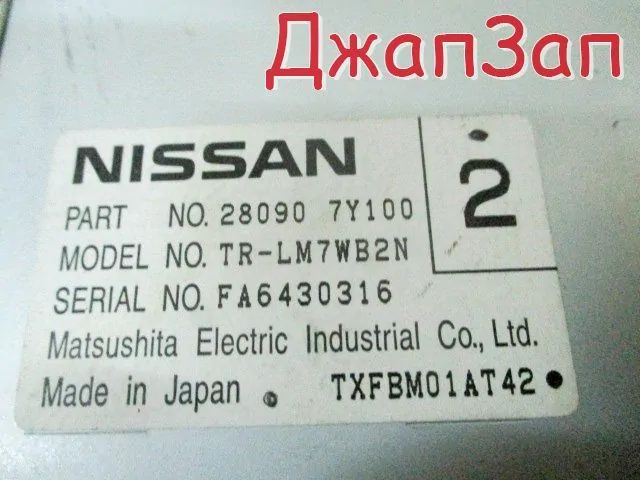 ДжапЗап
NISSAN
2
PART NO. 28090 7Y100
MODEL NO. TR-LM7WB2N
SERIAL NO. FA6430316
Matsushita Electric Industrial Co., Ltd.
Made in Japan TXFBM01AT42